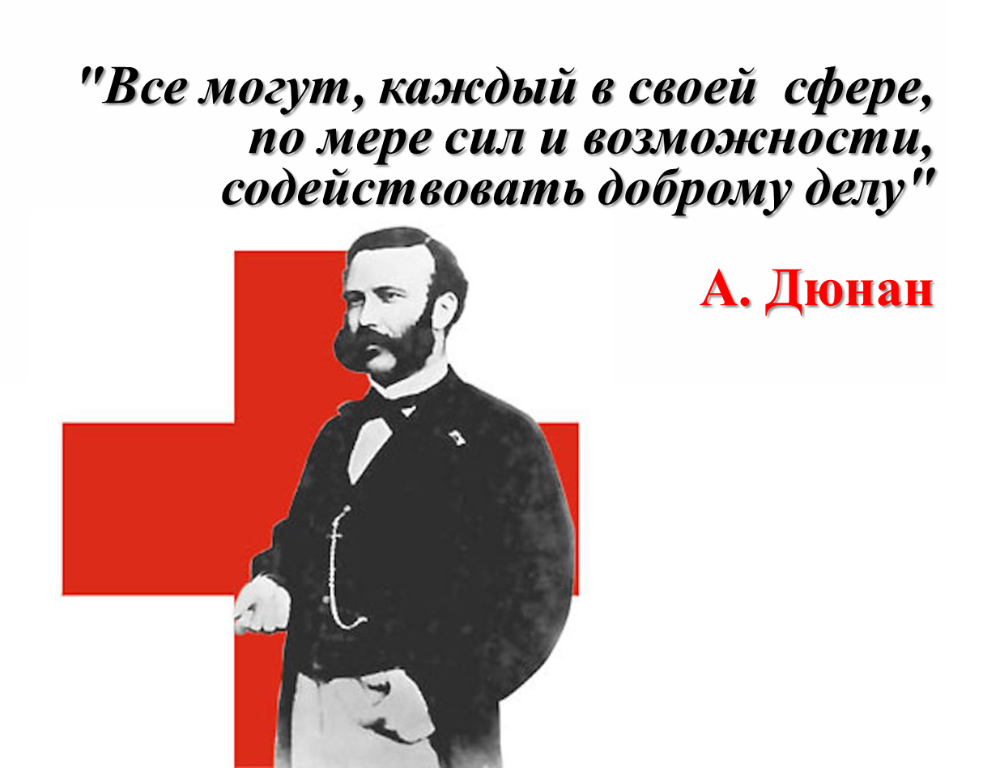 "Все могут, каждый в своей  сфере,
по мере сил и возможности,
содействовать доброму делу"
А. Дюнан